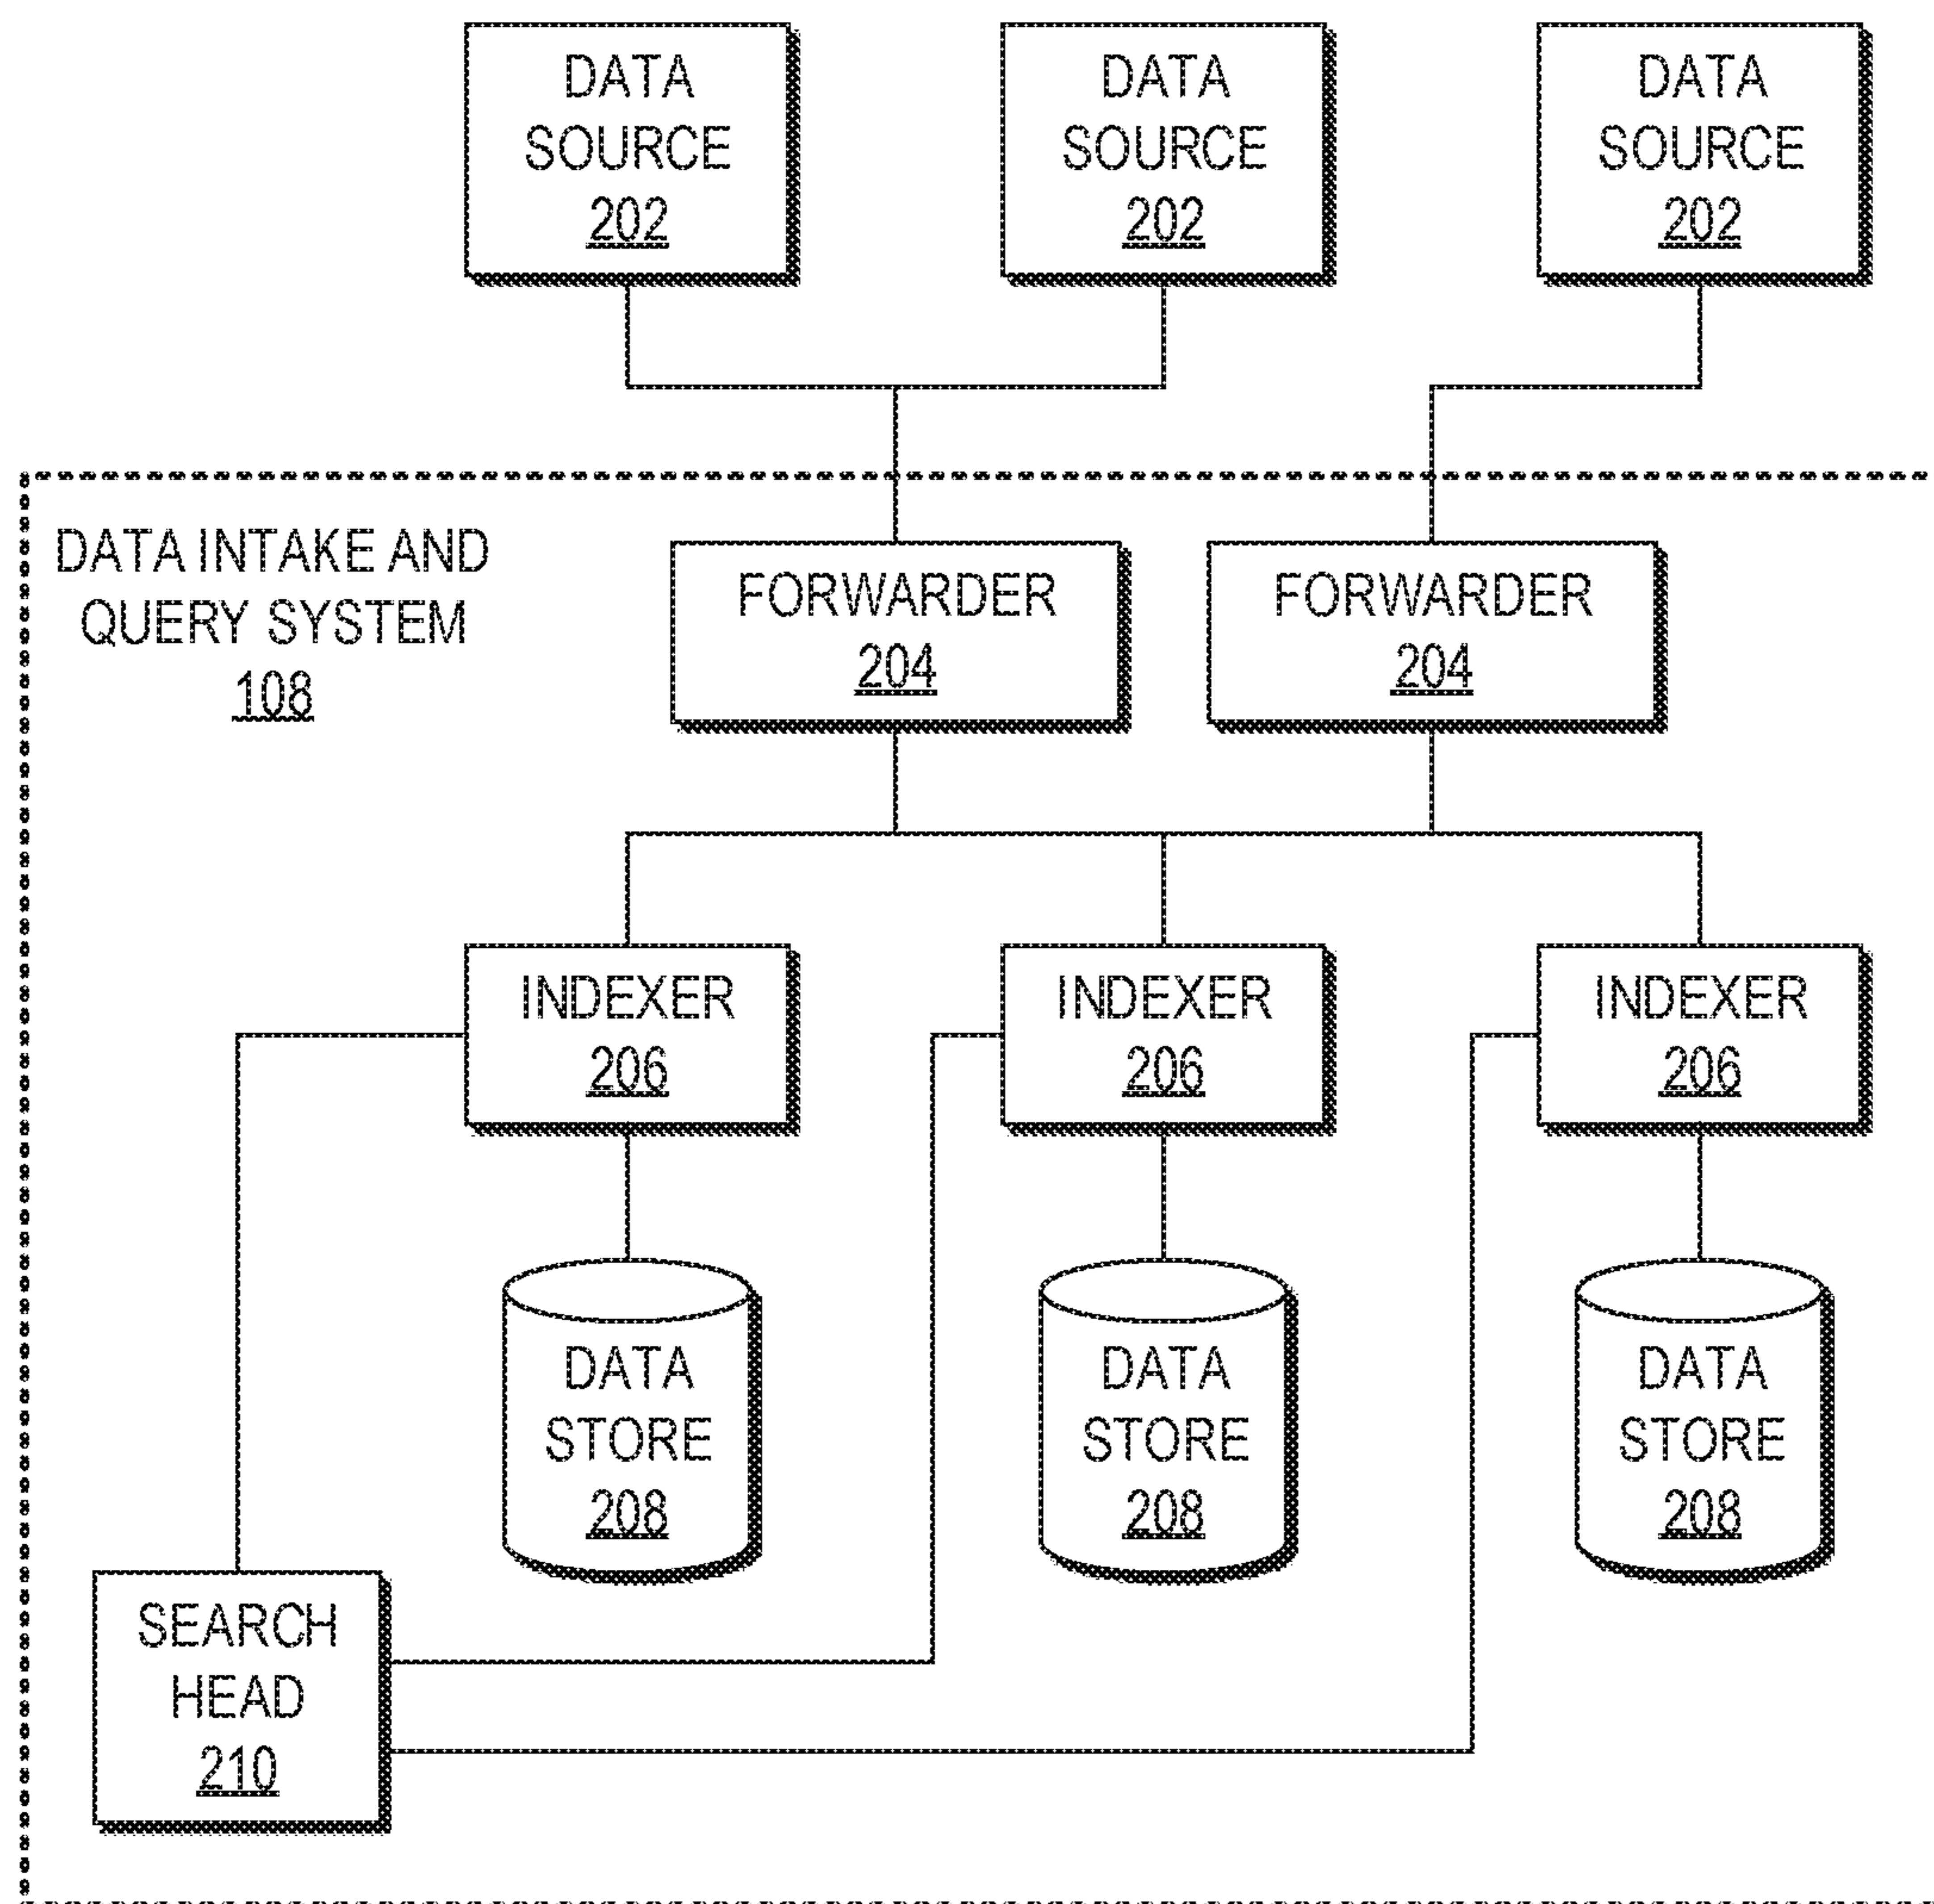 DATA
SOURCE
202
DATA
SOURCE
202
DATA
SOURCE
202
DATA INTAKE AND
QUERY SYSTEM
108
FORWARDER
204
FORWARDER
204
INDEXER
206
INDEXER
206
INDEXER
206
DATA
STORE
208
DATA
STORE
208
DATA
STORE
208
SEARCH
HEAD
210